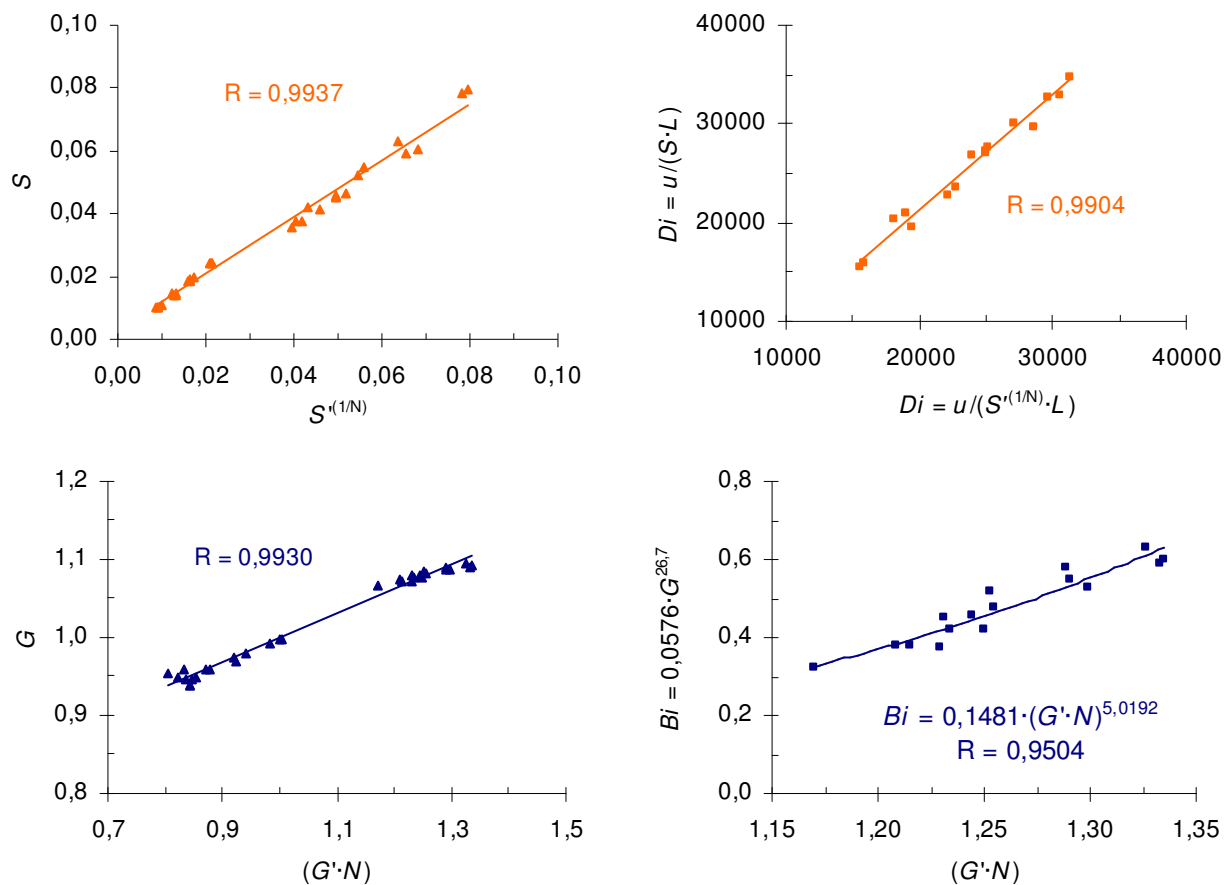 0,10
0,08
0,06
0,04
0,02
0,00
S
R = 0,9937
0,00 0,02 0,04 0,06 0,08 0,10
S'(1/N)
40000
30000
20000
10000
Di = u/(S·L)
R = 0,9904
10000 20000 30000 40000
Di = u/(S'(1/N)·L)
1,2
1,1
1,0
0,9
0,8
G
R = 0,9930
0,7 0,9 1,1 1,3 1,5
(G'·N)
0,8
0,6
0,4
0,2
0,0
Bi = 0,0576·G26,7
Bi = 0,1481·(G'·N)5,0192
R = 0,9504
1,15 1,20 1,25 1,30 1,35
(G'·N)